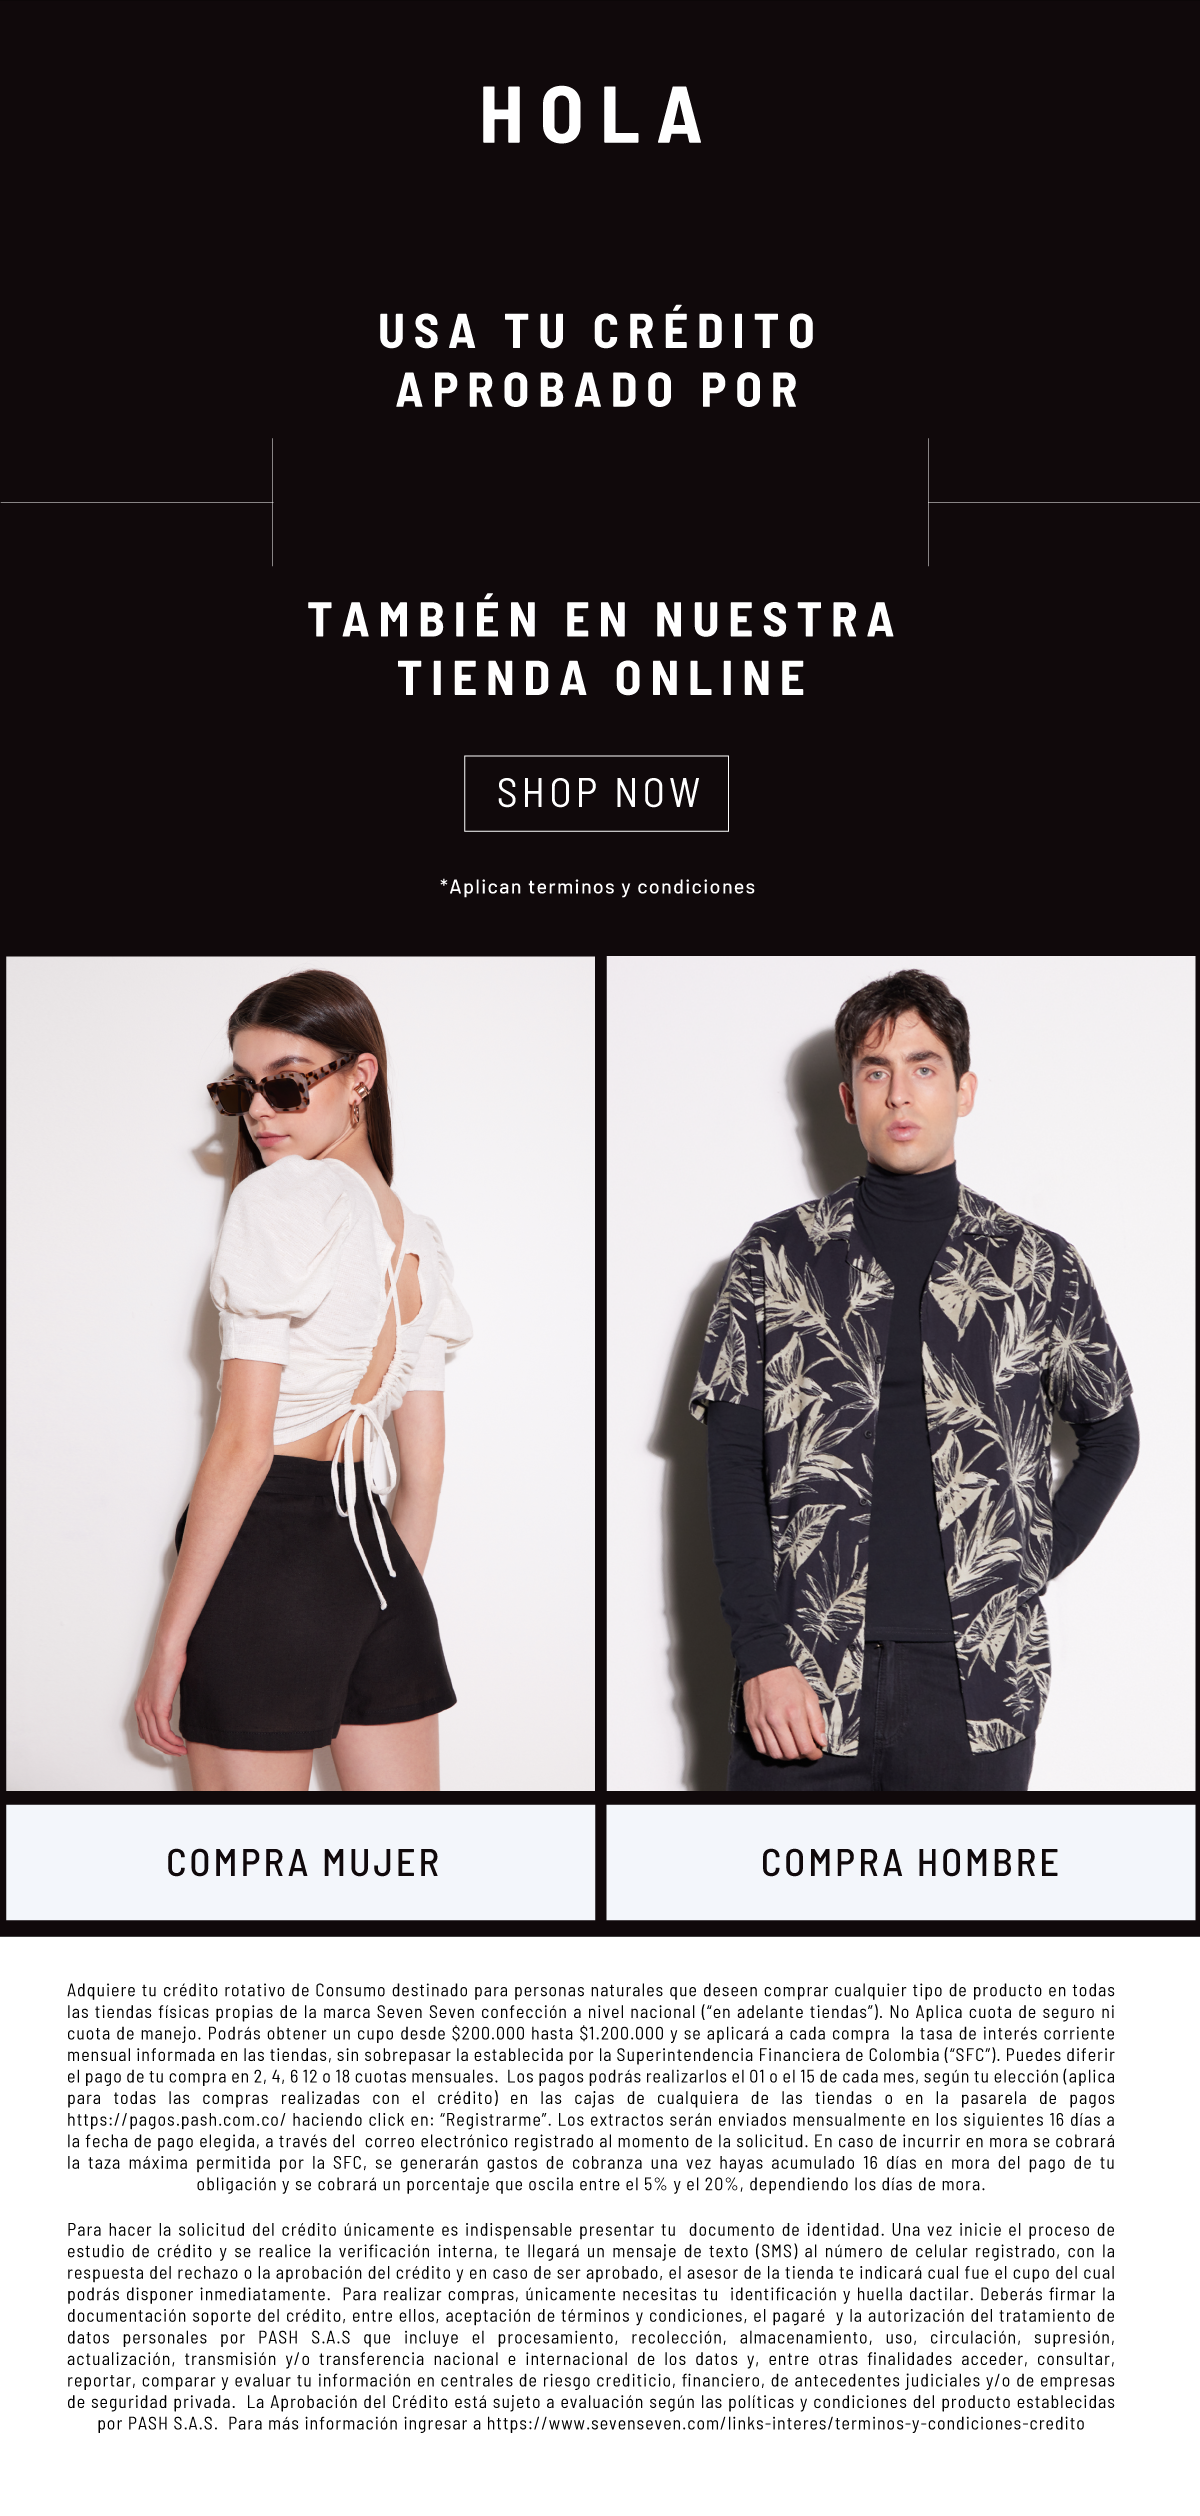 HOLA
USA TU CRÉDITO
APROBADO POR
TAMBIÉN EN NUESTRA
TIENDA ONLINE
SHOP NOW
*Aplican terminos y condiciones
COMPRA MUJER
COMPRA HOMBRE
Adquiere tu crédito rotativo de Consumo destinado para personas naturales que deseen comprar cualquier tipo de producto en todas
las tiendas físicas propias de la marca Seven Seven confección a nivel nacional (“en adelante tiendas”). No Aplica cuota de seguro ni
cuota de manejo. Podrás obtener un cupo desde $200.000 hasta $1.200.000 y se aplicará a cada compra la tasa de interés corriente
mensual informada en las tiendas, sin sobrepasar la establecida por la Superintendencia Financiera de Colombia (“SFC”). Puedes diferir
el pago de tu compra en 2, 4, 6 12 o 18 cuotas mensuales. Los pagos podrás realizarlos el 01 o el 15 de cada mes, según tu elección (aplica
para todas las compras realizadas con el crédito) en las cajas de cualquiera de las tiendas o en la pasarela de pagos
https://pagos.pash.com.co/ haciendo click en: “Registrarme”. Los extractos serán enviados mensualmente en los siguientes 16 días a
la fecha de pago elegida, a través del correo electrónico registrado al momento de la solicitud. En caso de incurrir en mora se cobrará
la taza máxima permitida por la SFC, se generarán gastos de cobranza una vez hayas acumulado 16 días en mora del pago de tu
obligación y se cobrará un porcentaje que oscila entre el 5% y el 20%, dependiendo los días de mora.
Para hacer la solicitud del crédito únicamente es indispensable presentar tu documento de identidad. Una vez inicie el proceso de
estudio de crédito y se realice la verificación interna, te llegará un mensaje de texto (SMS) al número de celular registrado, con la
respuesta del rechazo o la aprobación del crédito y en caso de ser aprobado, el asesor de la tienda te indicará cual fue el cupo del cual
podrás disponer inmediatamente. Para realizar compras, únicamente necesitas tu identificación y huella dactilar. Deberás firmar la
documentación soporte del crédito, entre ellos, aceptación de términos y condiciones, el pagaré y la autorización del tratamiento de
datos personales por PASH S.A.S que incluye el procesamiento, recolección, almacenamiento, uso, circulación, supresión,
actualización, transmisión y/o transferencia nacional e internacional de los datos y, entre otras finalidades acceder, consultar,
reportar, comparar y evaluar tu información en centrales de riesgo crediticio, financiero, de antecedentes judiciales y/o de empresas
de seguridad privada. La Aprobación del Crédito está sujeto a evaluación según las políticas y condiciones del producto establecidas
por PASH S.A.S. Para más información ingresar a https://www.sevenseven.com/links-interes/terminos-y-condiciones-credito